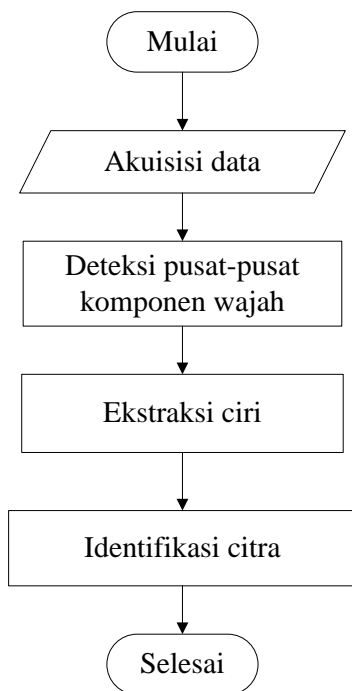 Mulai
Akuisisi data
Deteksi pusat-pusat
komponen wajah
Ekstraksi ciri
Identifikasi citra
Selesai